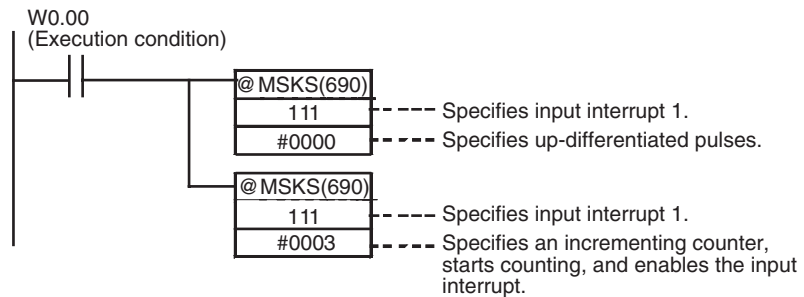 W0.00
(Execution condition)
@MSKS(690)
111
Specifies input interrupt 1.
#0000
Specifies up-differentiated pulses.
@MSKS(690)
111
Specifies input interrupt 1.
#0003
Specifies an incrementing counter,
starts counting, and enables the input
interrupt.